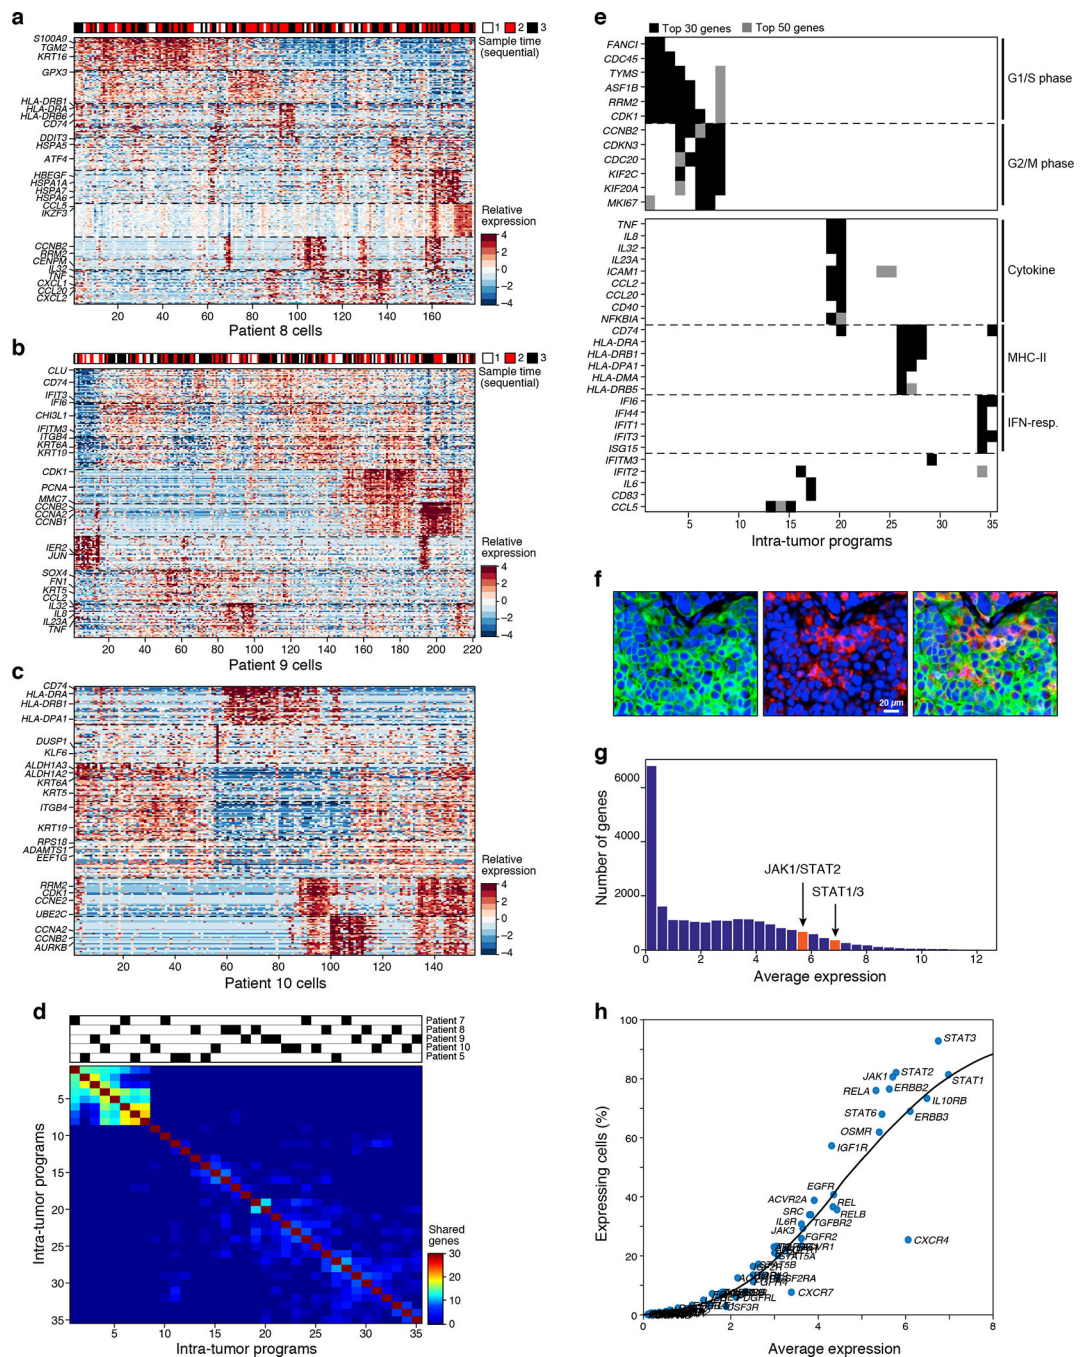 a
1 2 3
Sample time
(sequential)
S100A9
TGM2
KRT16
GPX3
HLA-DRB1
HLA-DRA
HLA-DRB6
CD74
DDIT3
HSPA5
ATF4
HBEGF
HSPA1A
HSPA7
HSPA6
CCL5
IKZF3
CCNB2
RRM2
CENPM
IL32
TNF
CXCL1
CCL20
CXCL2
Relative
expression
4
2
0
−2
−4
20 40 60 80 100 120 140 160
Patient 8 cells
b
1 2 3
Sample time
(sequential)
CLU
CD74
IFIT3
IFI6
CHI3L1
IFITM3
ITGB4
KRT6A
KRT19
CDK1
PCNA
MMC7
CCNB2
CCNA2
CCNB1
IER2
JUN
SOX4
FN1
KRT5
CCL2
IL32
IL8
IL23A
TNF
Relative
expression
4
2
0
−2
−4
20 40 60 80 100 120 140 160 180 200 220
Patient 9 cells
c
CD74
HLA-DRA
HLA-DRB1
HLA-DPA1
DUSP1
KLF6
ALDH1A3
ALDH1A2
KRT6A
KRT5
ITGB4
KRT19
RPS18
ADAMTS1
EEF1G
RRM2
CDK1
CCNE2
UBE2C
CCNA2
CCNB2
AURKB
Relative
expression
4
2
0
−2
−4
20 40 60 80 100 120 140
Patient 10 cells
d
Patient 7
Patient 8
Patient 9
Patient 10
Patient 5
Intra-tumor programs
5
10
15
20
25
30
35
5 10 15 20 25 30 35
Intra-tumor programs
Shared
genes
30
20
10
0
e
Top 30 genes Top 50 genes
FANCI
CDC45
TYMS
ASF1B
RRM2
CDK1
G1/S phase
CCNB2
CDKN3
CDC20
KIF2C
KIF20A
MKI67
G2/M phase
TNF
IL8
IL32
IL23A
ICAM1
CCL2
CCL20
CD40
NFKBIA
Cytokine
CD74
HLA-DRA
HLA-DRB1
HLA-DPA1
HLA-DMA
HLA-DRB5
MHC-II
IFI6
IFI44
IFIT1
IFIT3
ISG15
IFN-resp.
IFITM3
IFIT2
IL6
CD83
CCL5
5 10 15 20 25 30 35
Intra-tumor programs
f
20 µm
g
Number of genes
6000
4000
2000
0
JAK1/STAT2
STAT1/3
0 2 4 6 8 10 12
Average expression
h
Expressing cells (%)
100
80
60
40
20
0
STAT3
STAT2
JAK1
STAT1
RELA
ERBB2
IL10RB
STAT6
ERBB3
OSMR
IGF1R
EGFR
ACVR2A
REL
SRC
RELB
IL6R
TGFBR2
JAK3
FGFR2
CXCR4
STAT5A
STAT5B
CXCR7
0 2 4 6 8
Average expression